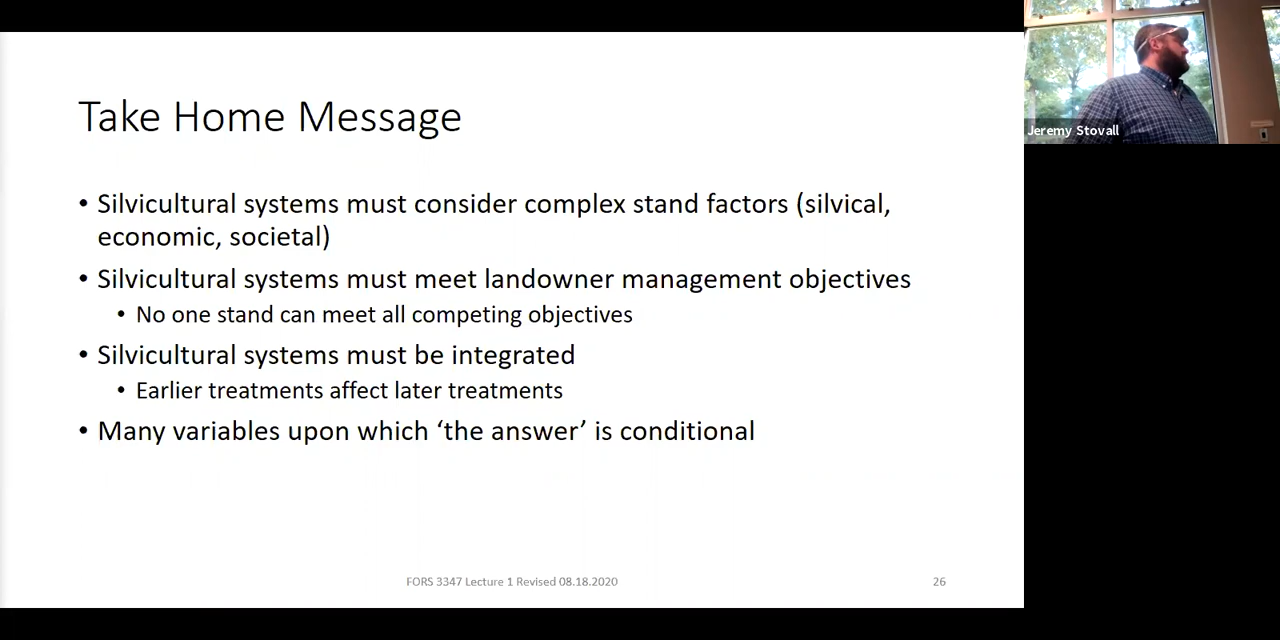 Take Home Message
• Silvicultural systems must consider complex stand factors (silvical,
economic, societal)
• Silvicultural systems must meet landowner management objectives
• No one stand can meet all competing objectives
• Silvicultural systems must be integrated
• Earlier treatments affect later treatments
• Many variables upon which ‘the answer’ is conditional
FORS 3347 Lecture 1 Revised 08.18.2020
26
Jeremy Stovall